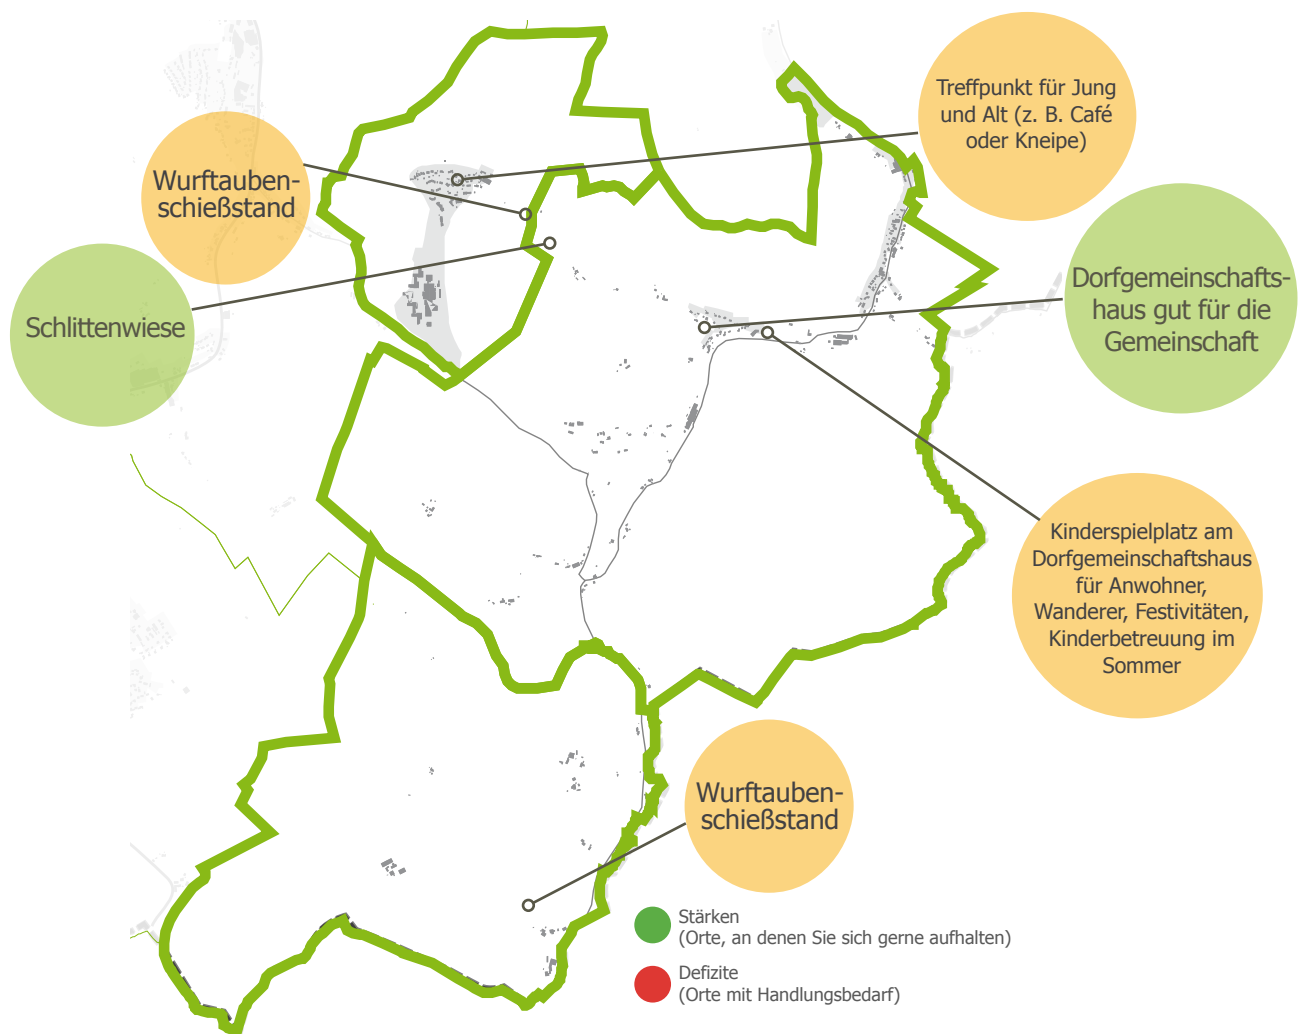 Treffpunkt für Jung
und Alt (z. B. Café
oder Kneipe)
Wurftauben-
schießstand
Schlittenwiese
Dorfgemeinschafts-
haus gut für die
Gemeinschaft
Kinderspielplatz am
Dorfgemeinschaftshaus
für Anwohner,
Wanderer, Festivitäten,
Kinderbetreuung im
Sommer
Wurftauben-
schießstand
Stärken
(Orte, an denen Sie sich gerne aufhalten)
Defizite
(Orte mit Handlungsbedarf)